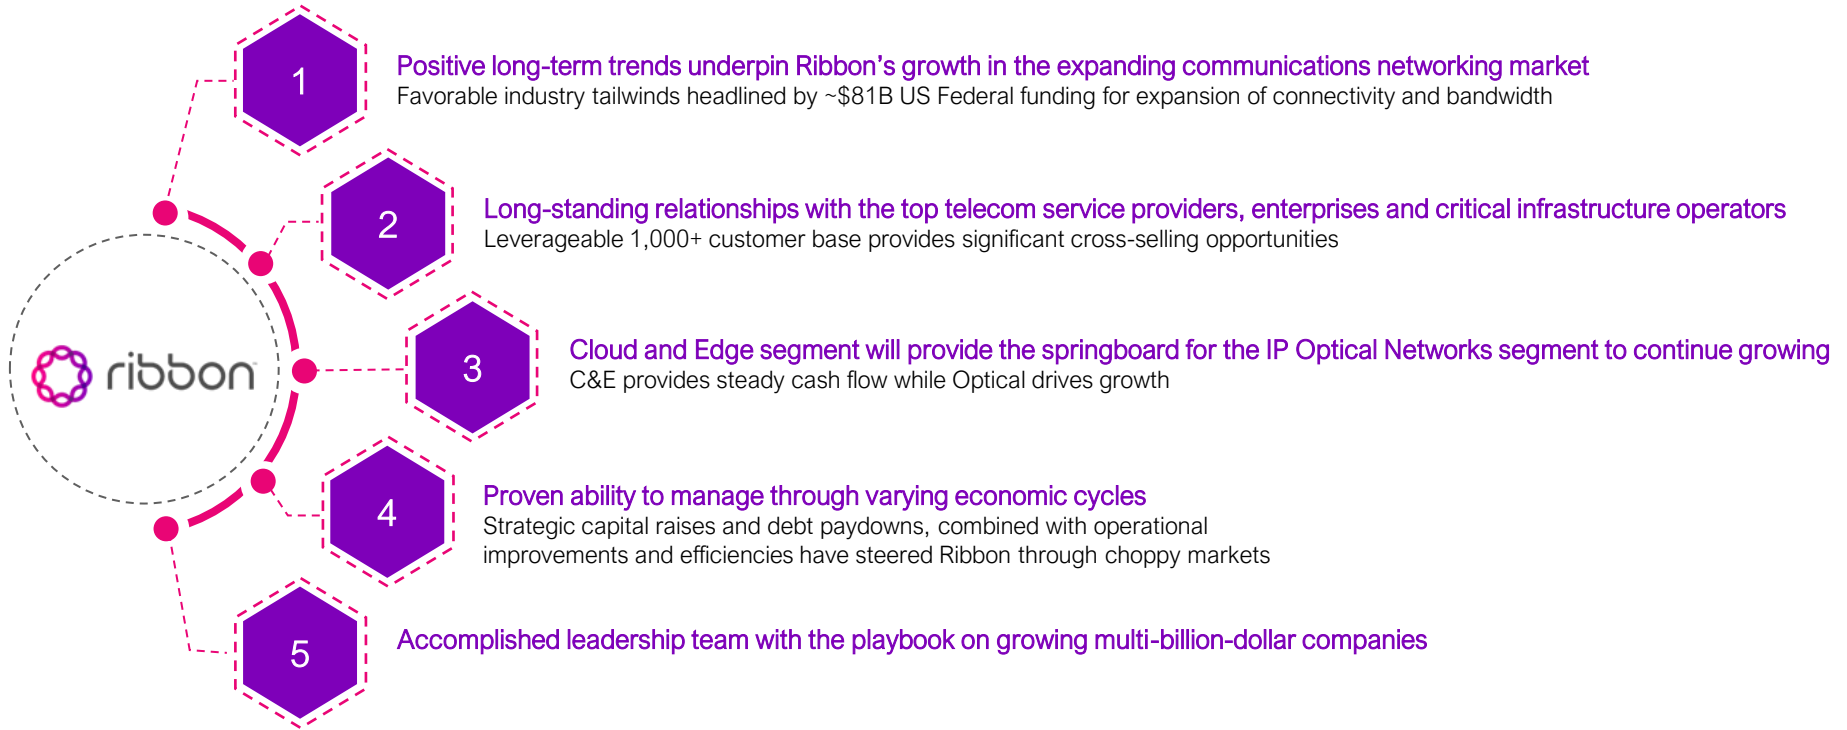 1
Positive long-term trends underpin Ribbon’s growth in the expanding communications networking market
Favorable industry tailwinds headlined by ~$81B US Federal funding for expansion of connectivity and bandwidth
2
Long-standing relationships with the top telecom service providers, enterprises and critical infrastructure operators
Leverageable 1,000+ customer base provides significant cross-selling opportunities
ribbon
3
Cloud and Edge segment will provide the springboard for the IP Optical Networks segment to continue growing
C&E provides steady cash flow while Optical drives growth
4
Proven ability to manage through varying economic cycles
Strategic capital raises and debt paydowns, combined with operational
improvements and efficiencies have steered Ribbon through choppy markets
5
Accomplished leadership team with the playbook on growing multi-billion-dollar companies